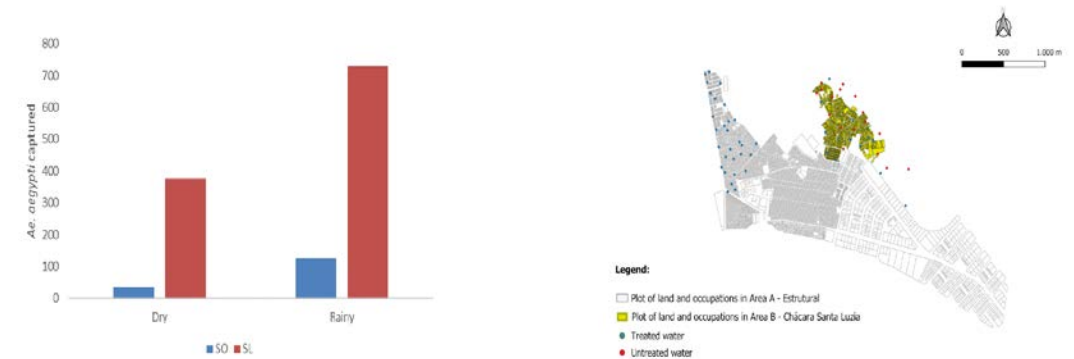 800
700
600
500
400
300
200
100
0
Ae. aegypti captured
Dry
Rainy
SO SL
0 500 1.000 m
Legend:
Plot of land and occupations in Area A - Estrutural
Plot of land and occupations in Area B - Chácara Santa Luzia
Treated water
Untreated water